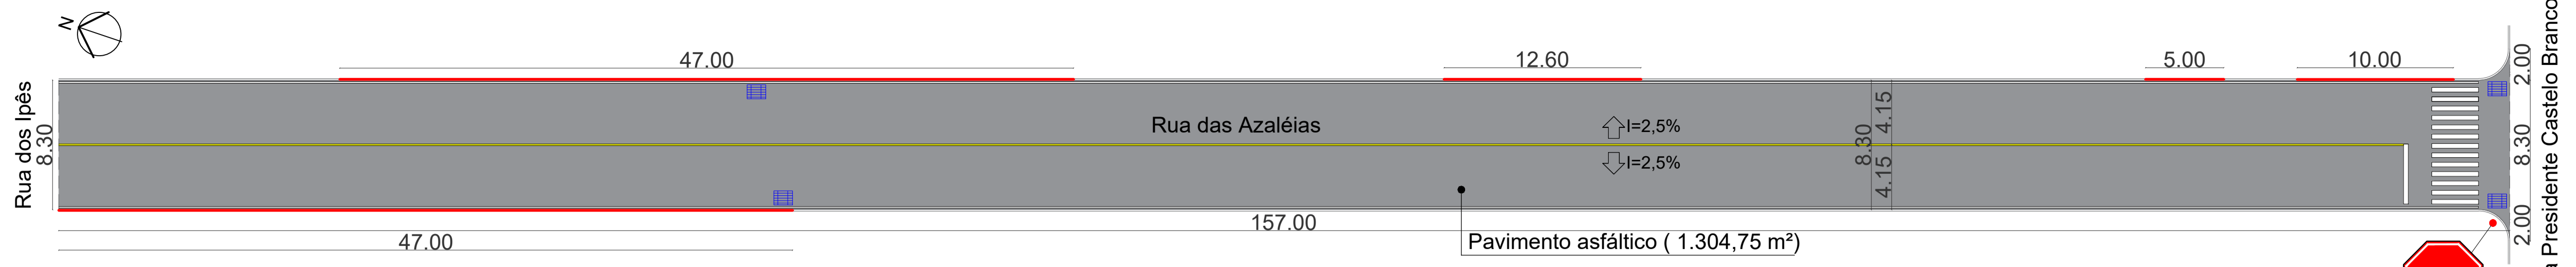 N
47.00
12.60
5.00
10.00
2.00
Rua dos Ipês
8.30
Rua das Azaléias
I=2,5%
I=2,5%
8.30
4.15
4.15
8.30
Presidente Castelo Branco
157.00
2.00
47.00
Pavimento asfáltico ( 1.304,75 m²)